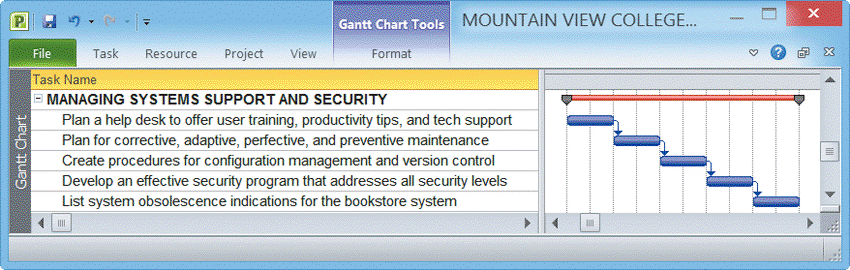 P
Gantt Chart Tools
MOUNTAIN VIEW COLLEGE...
File Task Resource Project View Format
?
Task Name
MANAGING SYSTEMS SUPPORT AND SECURITY
Plan a help desk to offer user training, productivity tips, and tech support
Plan for corrective, adaptive, perfective, and preventive maintenance
Create procedures for configuration management and version control
Develop an effective security program that addresses all security levels
List system obsolescence indications for the bookstore system
Gantt Chart